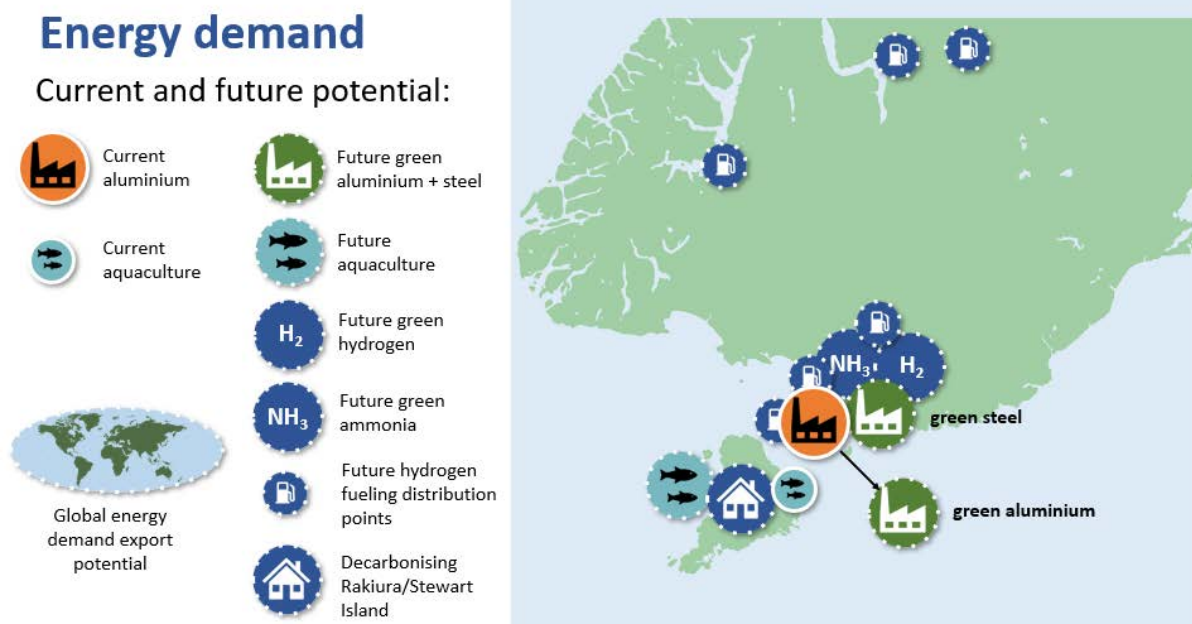 Energy demand
Current and future potential:
Current
aluminium
Future green
aluminium + steel
Current
aquaculture
Future
aquaculture
H₂
Future green
hydrogen
NH₃
Future green
ammonia
Future hydrogen
fueling distribution
points
Global energy
demand export
potential
Decarbonising
Rakiura/Stewart
Island
NH₃
H₂
green steel
green aluminium